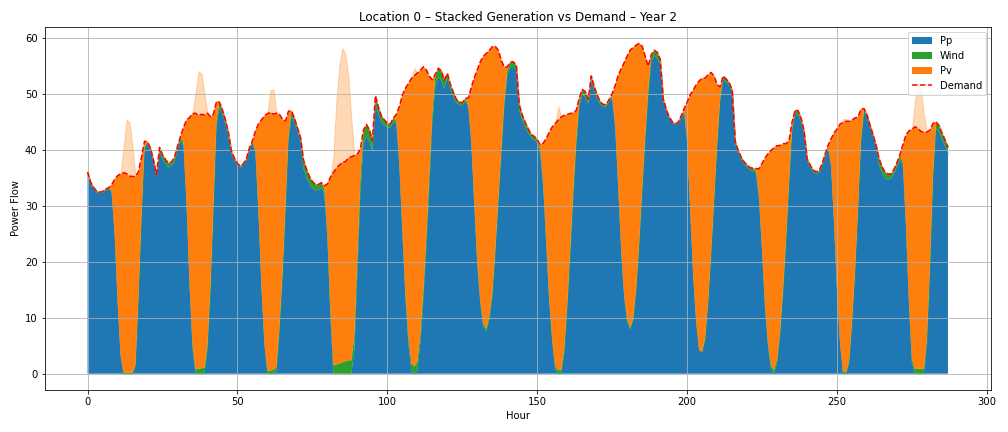 Location 0 – Stacked Generation vs Demand – Year 2
Pp
Wind
Pv
Demand
60
50
40
30
20
10
0
Power Flow
0 50 100 150 200 250 300
Hour